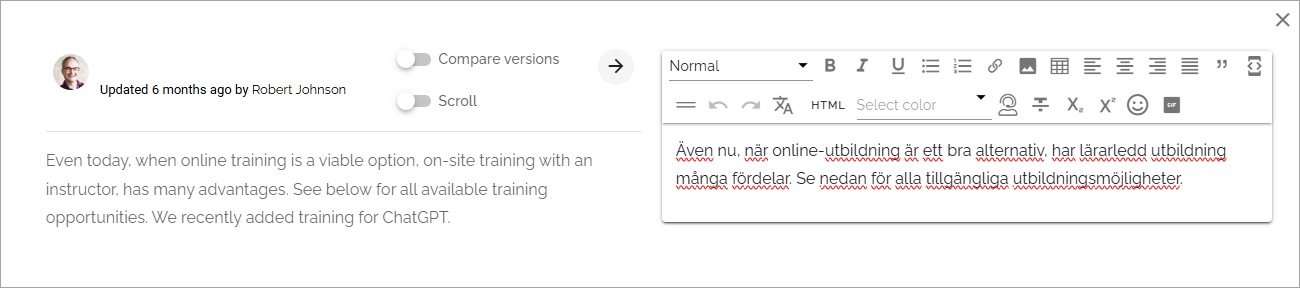 Updated 6 months ago by Robert Johnson
Compare versions
Scroll
Even today, when online training is a viable option, on-site training with an
instructor, has many advantages. See below for all available training
opportunities. We recently added training for ChatGPT.
Normal
HTML
Select color
GIF
Även nu, när online-utbildning är ett bra alternativ, har lärarledd utbildning
många fördelar. Se nedan för alla tillgängliga utbildningsmöjligheter.